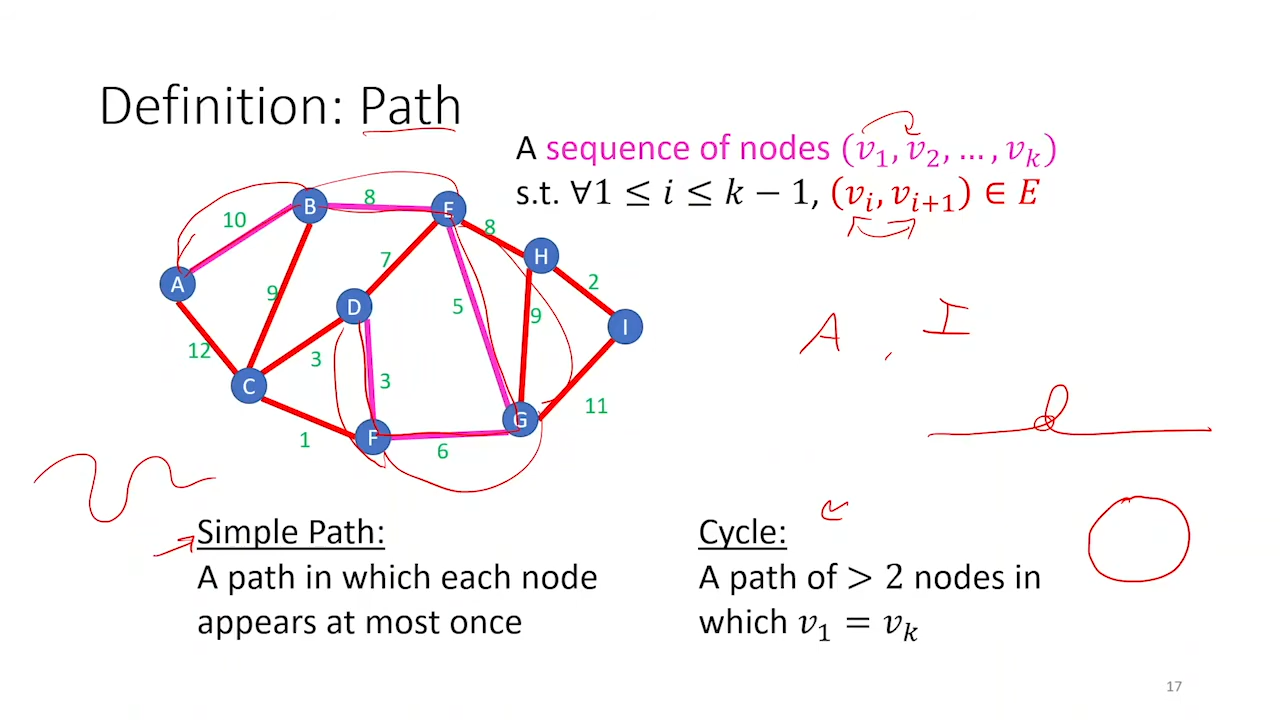 Definition: Path
A sequence of nodes (v₁, v₂, … , vₖ)
s.t. ∀1 ≤ i ≤ k − 1, (vᵢ, vᵢ₊₁) ∈ E
B
8
E
10
8
H
A
7
2
9
D
5
9
I
12
3
C
3
11
G
1
F
6
A , I
Simple Path:
A path in which each node
appears at most once
Cycle:
A path of > 2 nodes in
which v₁ = vₖ
17